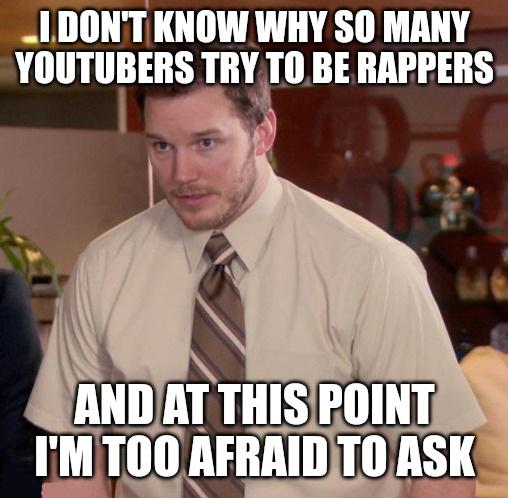 I DON'T KNOW WHY SO MANY
YOUTUBERS TRY TO BE RAPPERS
AND AT THIS POINT
I'M TOO AFRAID TO ASK